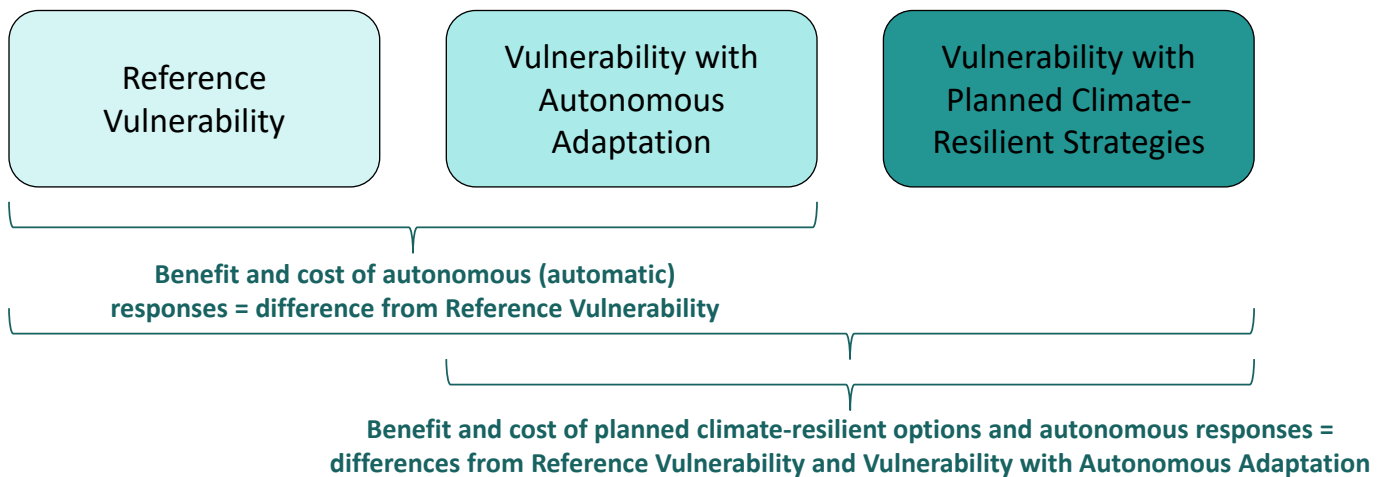 Reference
Vulnerability
Vulnerability with
Autonomous
Adaptation
Vulnerability with
Planned Climate-
Resilient Strategies
Benefit and cost of autonomous (automatic)
responses = difference from Reference Vulnerability
Benefit and cost of planned climate-resilient options and autonomous responses =
differences from Reference Vulnerability and Vulnerability with Autonomous Adaptation